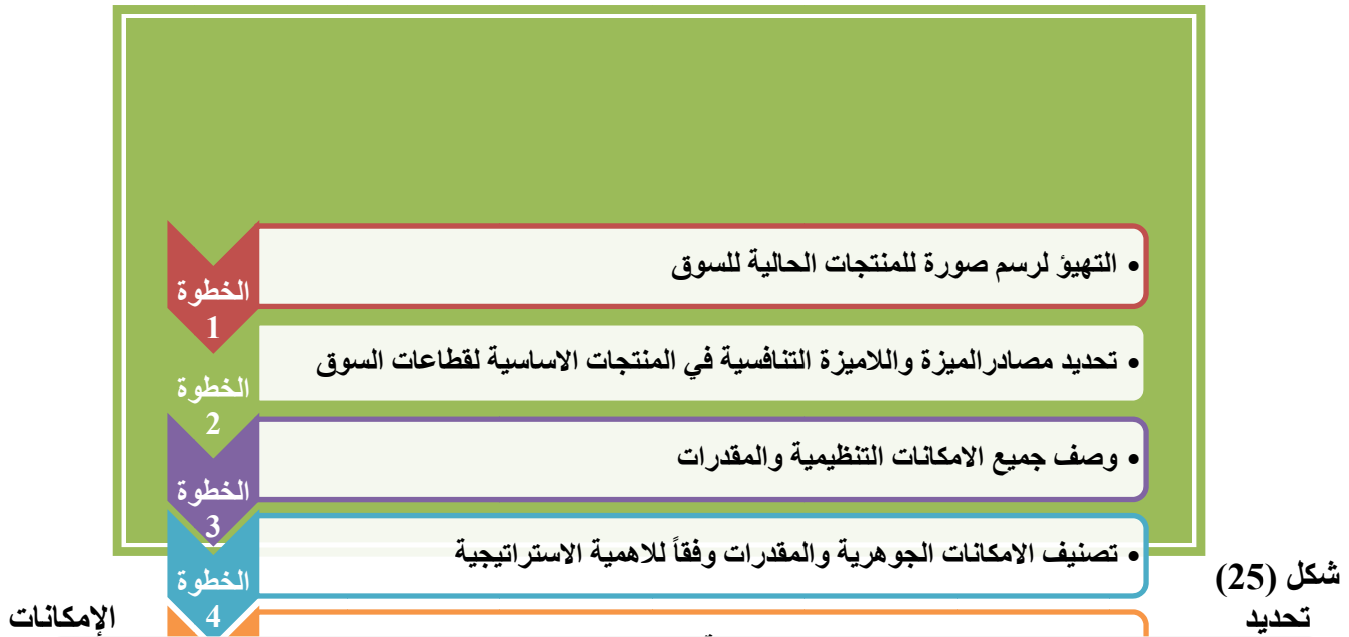 الخطوة
1
• التهيؤ لرسم صورة للمنتجات الحالية للسوق
الخطوة
2
• تحديد مصادرالميزة واللاميزة التنافسية في المنتجات الاساسية لقطاعات السوق
الخطوة
3
• وصف جميع الامكانات التنظيمية والمقدرات
الخطوة
4
• تصنيف الامكانات الجوهرية والمقدرات وفقاً للاهمية الاستراتيجية
شكل (25)
تحديد الإمكانات